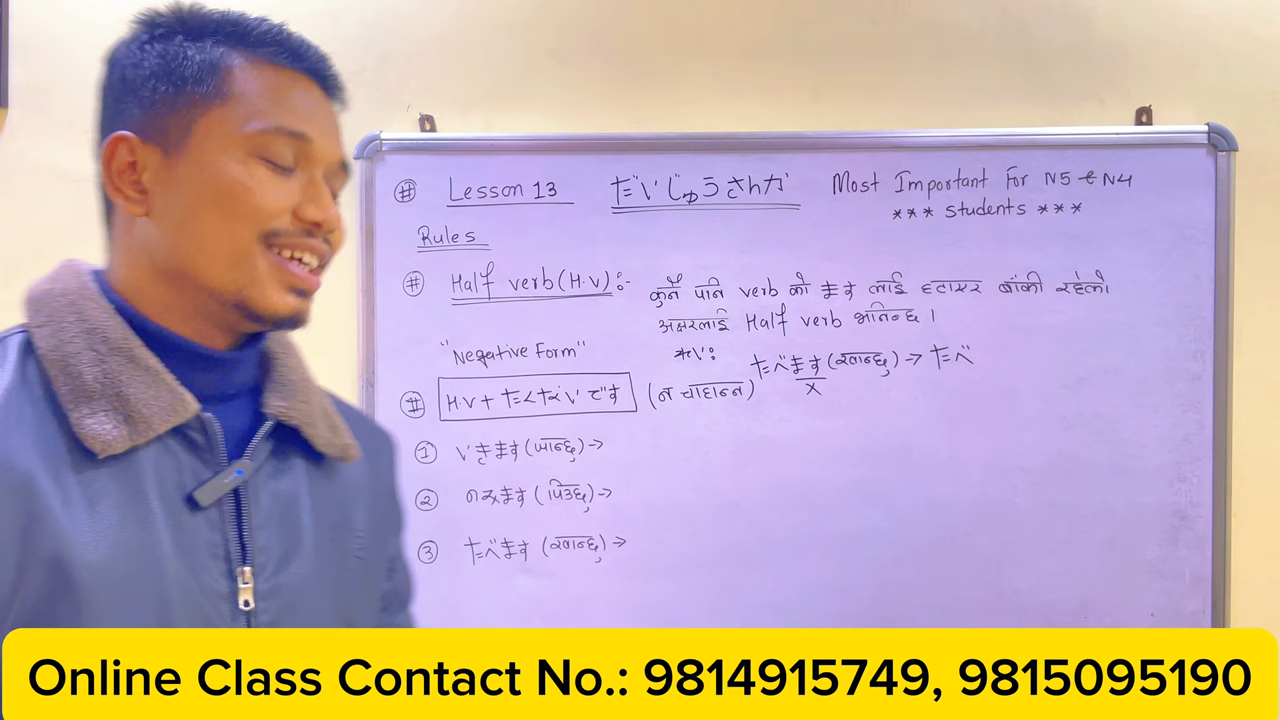 # Lesson 13 だいじゅうさんか Most Important For N5 & N4
*** Students ***
Rules
# Half verb (H.V) :- कुनै पनि verb को ます लाई हटाएर बाँकी रहेको
अक्षरलाई Half verb भनिन्छ ।
"Negative Form"
たべます (खान्छु) → たべ
X
# H.V + たくないです (न चाहान्न)
① いきます (जान्छु) →
② のみます (पिउछु) →
③ たべます (खान्छु) →
Online Class Contact No.: 9814915749, 9815095190